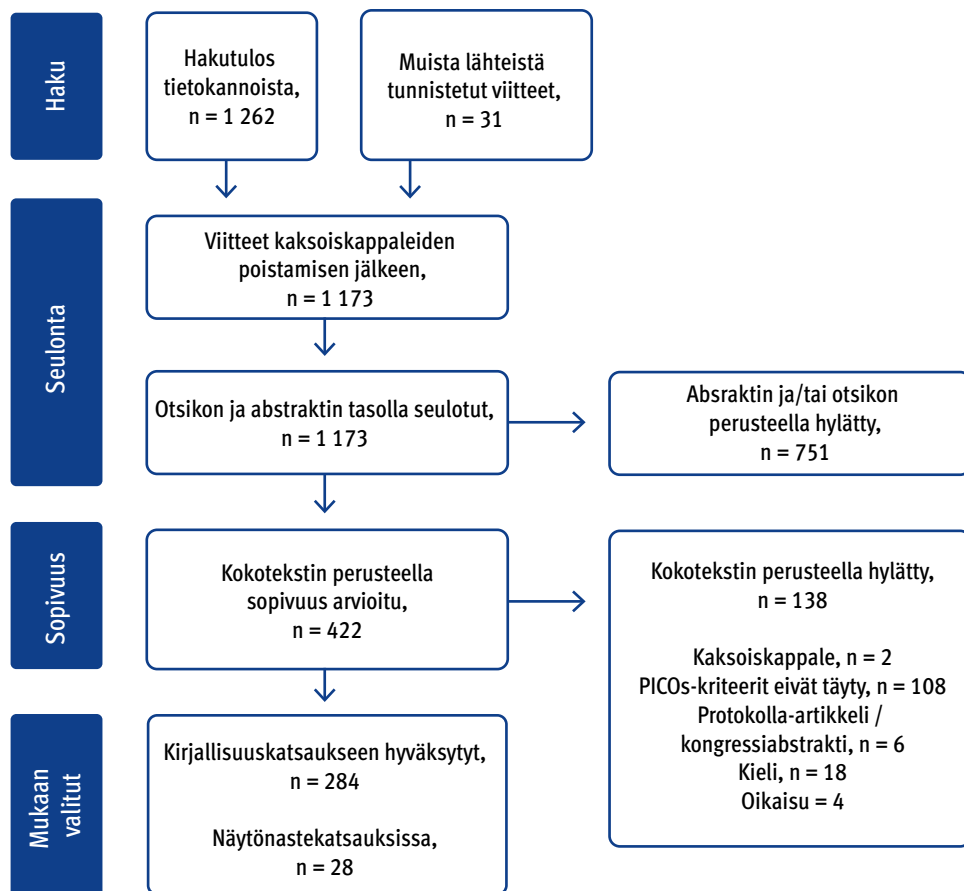 Haku
Hakutulos
tietokannoista,
n = 1 262
Muista lähteistä
tunnistetut viitteet,
n = 31
Seulonta
Viitteet kaksoiskappaleiden
poistamisen jälkeen,
n = 1 173
Otsikon ja abstraktin tasolla seulotut,
n = 1 173
Absraktin ja/tai otsikon
perusteella hylätty,
n = 751
Sopivuus
Kokotekstin perusteella
sopivuus arvioitu,
n = 422
Kokotekstin perusteella hylätty,
n = 138
Kaksoiskappale, n = 2
PICOs-kriteerit eivät täyty, n = 108
Protokolla-artikkeli /
kongressiabstrakti, n = 6
Kieli, n = 18
Oikaisu = 4
Mukaan
valitut
Kirjallisuuskatsaukseen hyväksytyt,
n = 284
Näytönastekatsauksissa,
n = 28